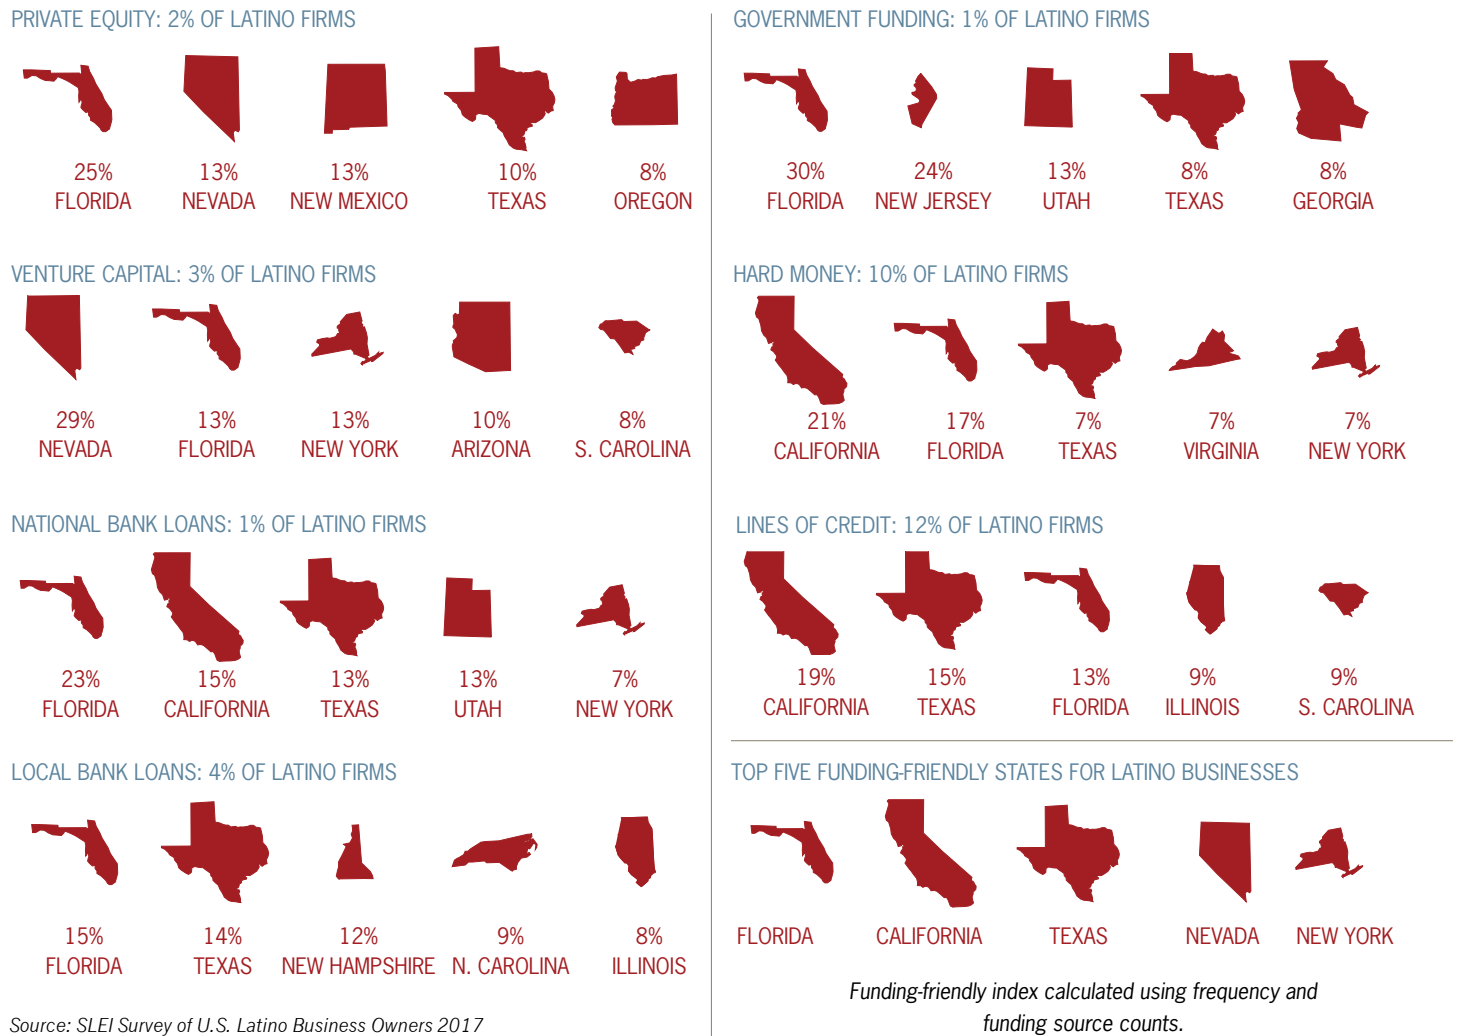 PRIVATE EQUITY: 2% OF LATINO FIRMS
25% 13% 13% 10% 8%
FLORIDA NEVADA NEW MEXICO TEXAS OREGON
VENTURE CAPITAL: 3% OF LATINO FIRMS
29% 13% 13% 10% 8%
NEVADA FLORIDA NEW YORK ARIZONA S. CAROLINA
NATIONAL BANK LOANS: 1% OF LATINO FIRMS
23% 15% 13% 13% 7%
FLORIDA CALIFORNIA TEXAS UTAH NEW YORK
LOCAL BANK LOANS: 4% OF LATINO FIRMS
15% 14% 12% 9% 8%
FLORIDA TEXAS NEW HAMPSHIRE N. CAROLINA ILLINOIS
Source: SLEI Survey of U.S. Latino Business Owners 2017
GOVERNMENT FUNDING: 1% OF LATINO FIRMS
30% 24% 13% 8% 8%
FLORIDA NEW JERSEY UTAH TEXAS GEORGIA
HARD MONEY: 10% OF LATINO FIRMS
21% 17% 7% 7% 7%
CALIFORNIA FLORIDA TEXAS VIRGINIA NEW YORK
LINES OF CREDIT: 12% OF LATINO FIRMS
19% 15% 13% 9% 9%
CALIFORNIA TEXAS FLORIDA ILLINOIS S. CAROLINA
TOP FIVE FUNDING-FRIENDLY STATES FOR LATINO BUSINESSES
FLORIDA CALIFORNIA TEXAS NEVADA NEW YORK
Funding-friendly index calculated using frequency and
funding source counts.